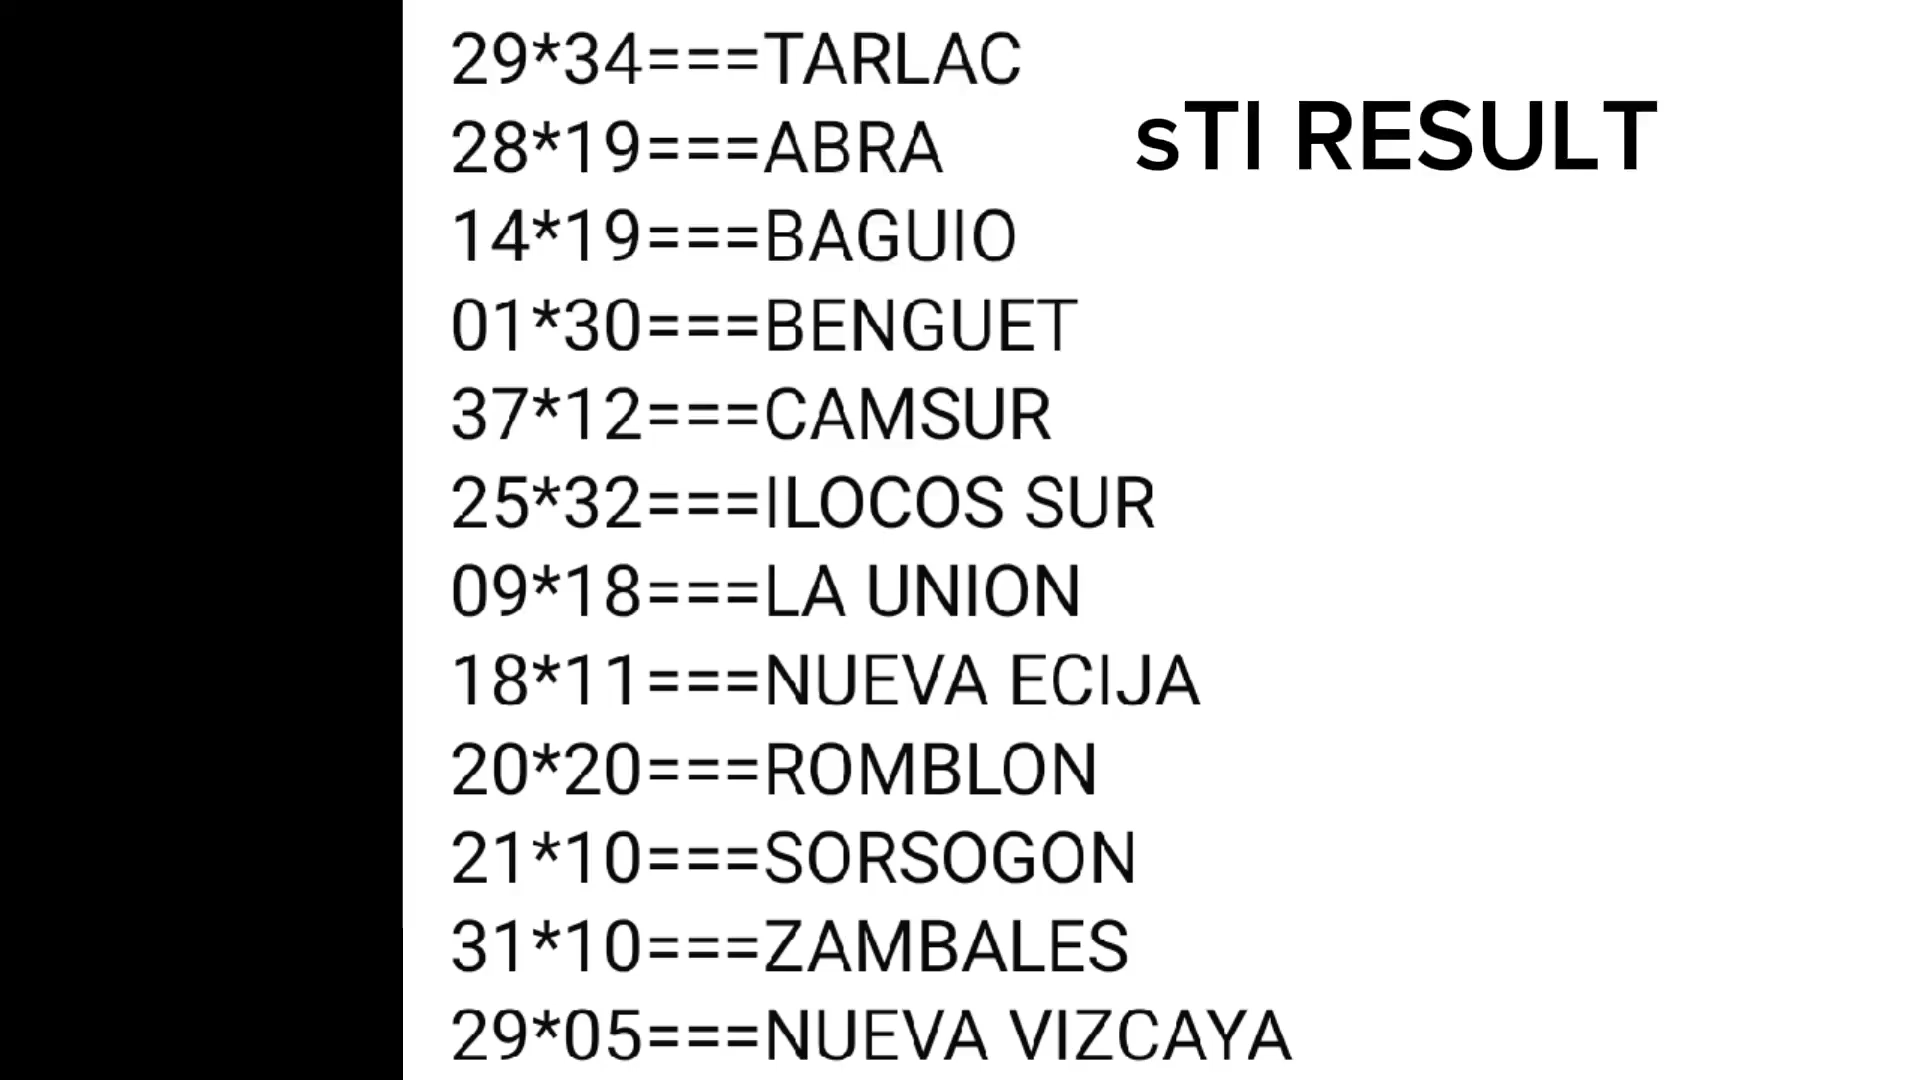 29*34===TARLAC
28*19===ABRA
sTI RESULT
14*19===BAGUIO
01*30===BENGUET
37*12===CAMSUR
25*32===ILOCOS SUR
09*18===LA UNION
18*11===NUEVA ECIJA
20*20===ROMBLON
21*10===SORSOGON
31*10===ZAMBALES
29*05===NUEVA VIZCAYA